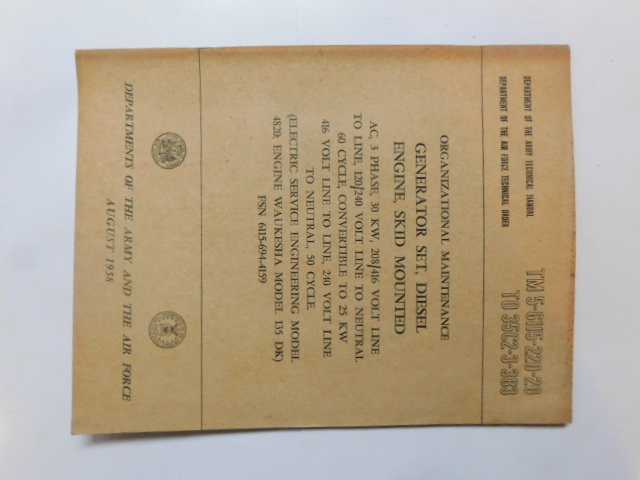 DEPARTMENT OF THE ARMY TECHNICAL MANUAL TM 5-6115-220-20
DEPARTMENT OF THE AIR FORCE TECHNICAL ORDER TO 35C2-3-383
ORGANIZATIONAL MAINTENANCE
GENERATOR SET, DIESEL
ENGINE, SKID MOUNTED
AC, 3 PHASE, 30 KW, 208/416 VOLT LINE
TO LINE, 120/240 VOLT LINE TO NEUTRAL
60 CYCLE, CONVERTIBLE TO 25 KW
416 VOLT LINE TO LINE, 240 VOLT LINE
TO NEUTRAL, 50 CYCLE.
(ELECTRIC SERVICE ENGINEERING MODEL
4820; ENGINE WAUKESHA MODEL 135 DK)
FSN 6115-694-4159
DEPARTMENTS OF THE ARMY AND THE AIR FORCE
AUGUST 1958